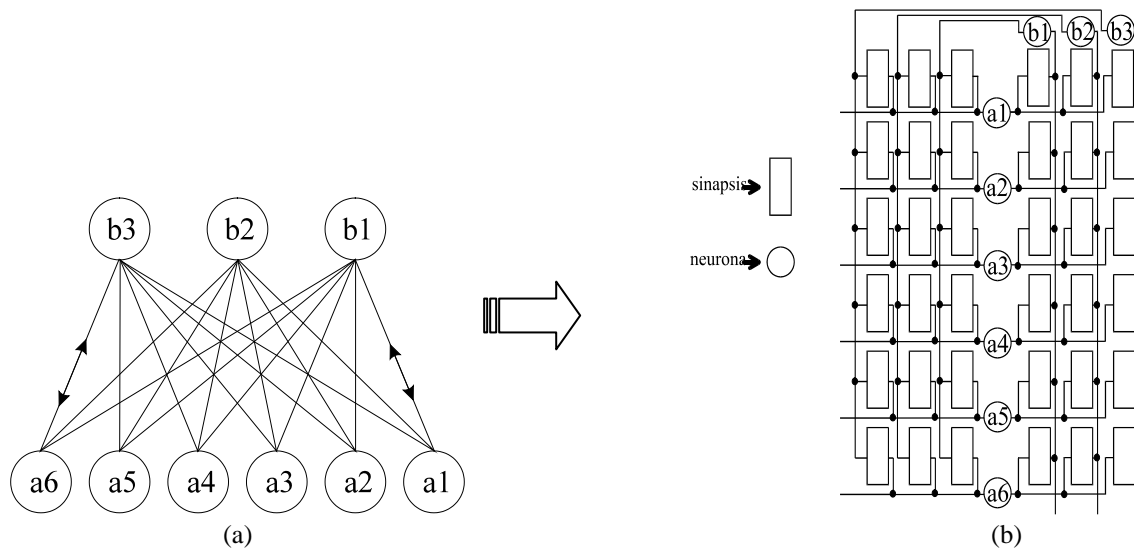 b3 b2 b1
a6 a5 a4 a3 a2 a1
(a)
sinapsis
neurona
b1 b2 b3
a1
a2
a3
a4
a5
a6
(b)